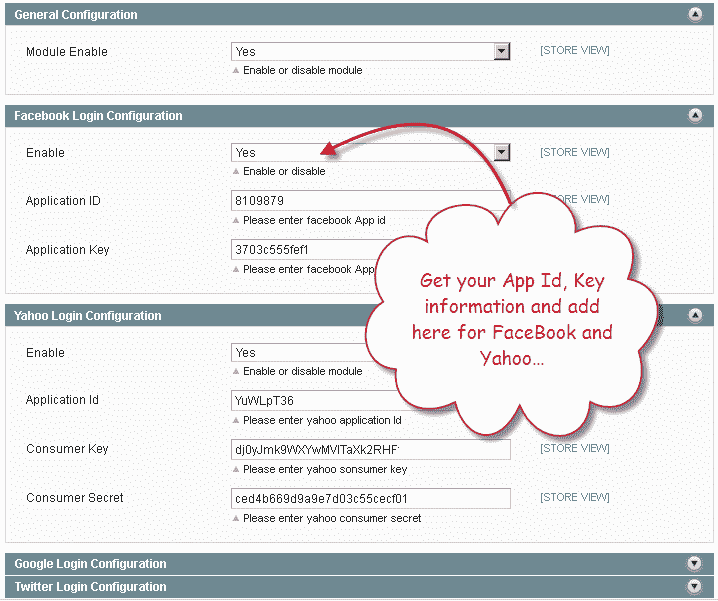 General Configuration
Module Enable Yes [STORE VIEW]
Enable or disable module
Facebook Login Configuration
Enable Yes [STORE VIEW]
Enable or disable
Application ID 8109879 ORE VIEW]
Please enter facebook App id
Application Key 3703c555fef1
Please enter facebook App
Get your App Id, Key
information and add
here for FaceBook and
Yahoo...
Yahoo Login Configuration
Enable Yes
Enable or disable module
Application Id YuWLpT36
Please enter yahoo application Id
Consumer Key [STORE VIEW]
Please enter yahoo sonsumer key
Consumer Secret ced4b669d9a9e7d03c55cecf01 [STORE VIEW]
Please enter yahoo consumer secret
Google Login Configuration
Twitter Login Configuration